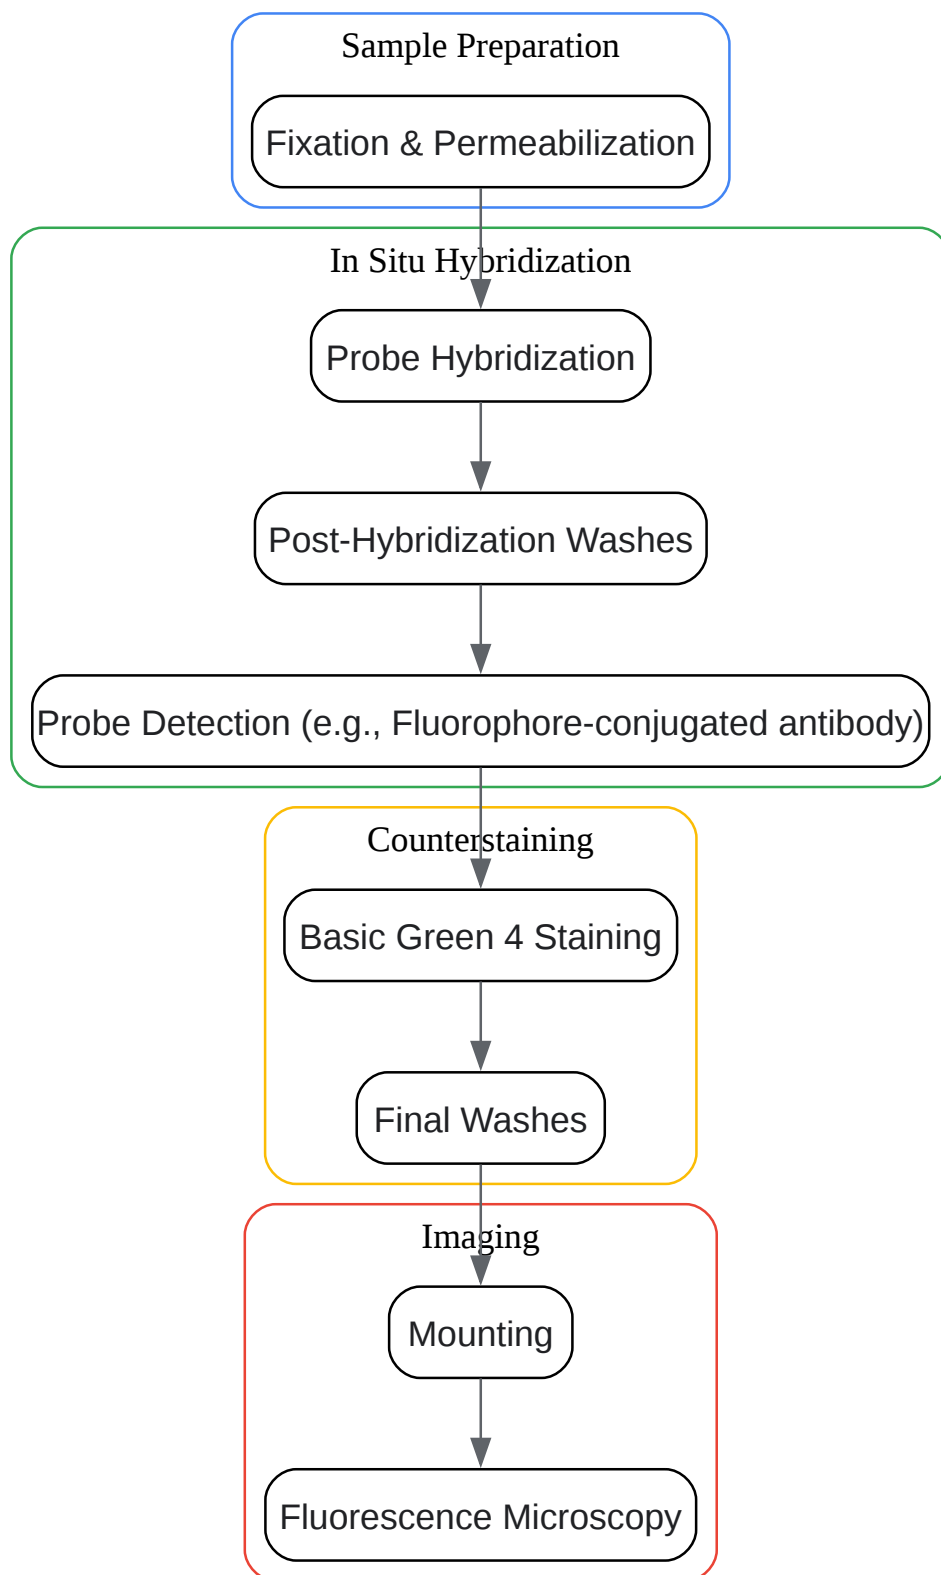 Sample Preparation
Fixation & Permeabilization
In Situ Hybridization
Probe Hybridization
Post-Hybridization Washes
Probe Detection (e.g., Fluorophore-conjugated antibody)
Counterstaining
Basic Green 4 Staining
Final Washes
Imaging
Mounting
Fluorescence Microscopy